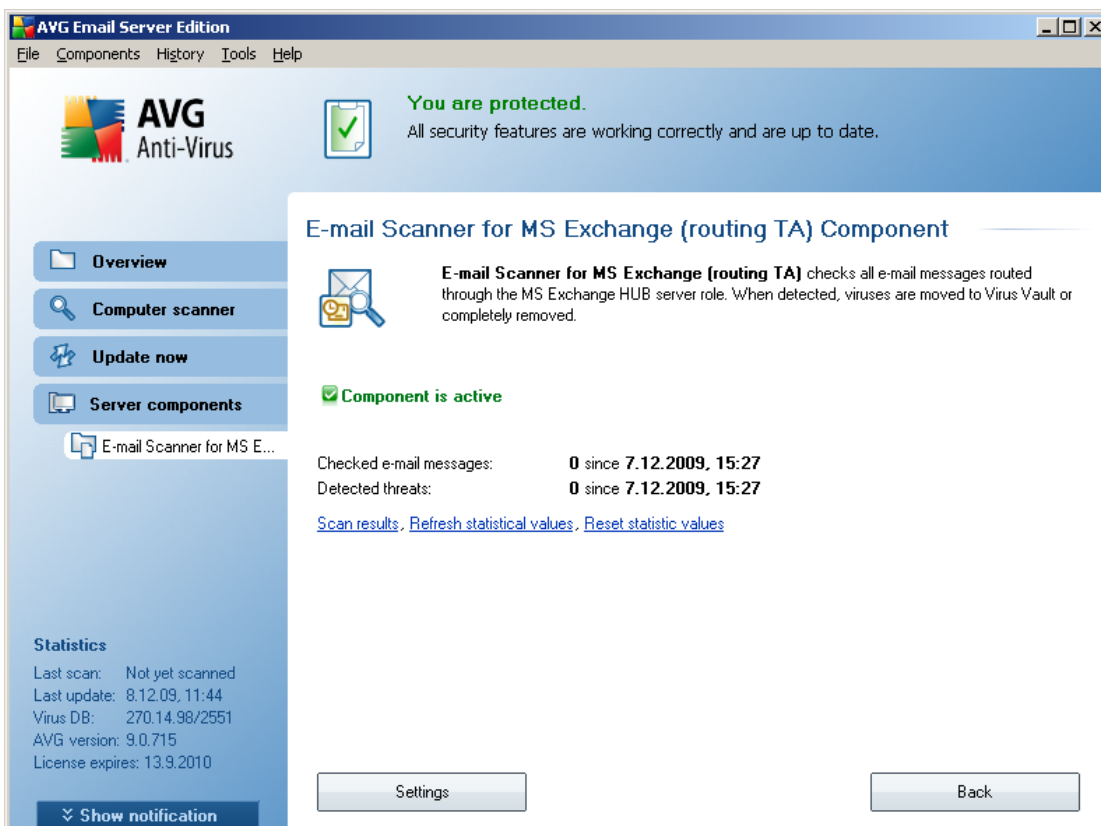 AVG Email Server Edition
File Components History Tools Help
AVG
Anti-Virus
You are protected.
All security features are working correctly and are up to date.
E-mail Scanner for MS Exchange (routing TA) Component
Overview
Computer scanner
Update now
Server components
E-mail Scanner for MS E...
E-mail Scanner for MS Exchange (routing TA) checks all e-mail messages routed
through the MS Exchange HUB server role. When detected, viruses are moved to Virus Vault or
completely removed.
Component is active
Checked e-mail messages: 0 since 7.12.2009, 15:27
Detected threats: 0 since 7.12.2009, 15:27
Scan results, Refresh statistical values, Reset statistic values
Statistics
Last scan: Not yet scanned
Last update: 8.12.09, 11:44
Virus DB: 270.14.98/2551
AVG version: 9.0.715
License expires: 13.9.2010
Show notification
Settings
Back